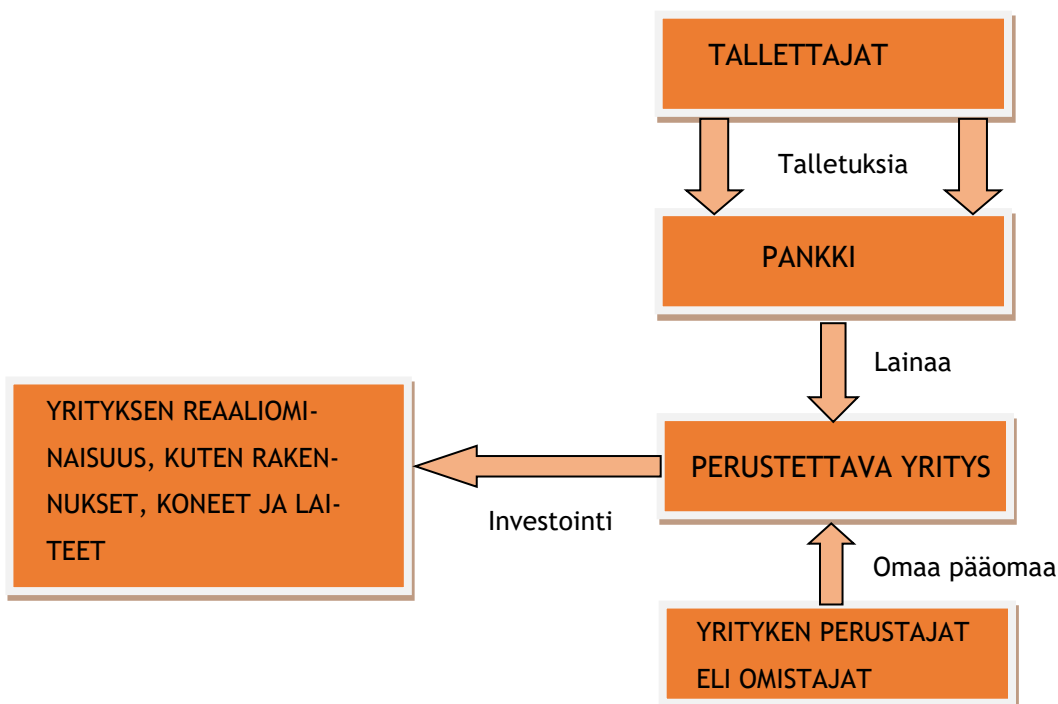 TALLETTAJAT
Talletuksia
PANKKI
Lainaa
YRITYKSEN REAALIOMI-
NAISUUS, KUTEN RAKEN-
NUKSET, KONEET JA LAI-
TEET
PERUSTETTAVA YRITYS
Investointi
Omaa pääomaa
YRITYKEN PERUSTAJAT
ELI OMISTAJAT